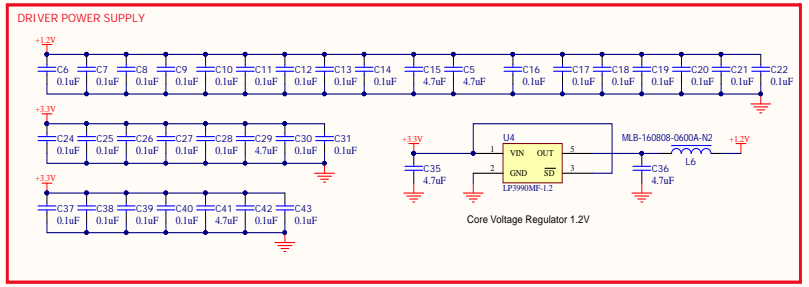 DRIVER POWER SUPPLY
+1.2V
C6 C7 C8 C9 C10 C11 C12 C13 C14 C15 C5 C16 C17 C18 C19 C20 C21 C22
0.1uF 0.1uF 0.1uF 0.1uF 0.1uF 0.1uF 0.1uF 0.1uF 0.1uF 4.7uF 4.7uF 0.1uF 0.1uF 0.1uF 0.1uF 0.1uF 0.1uF 0.1uF
+3.3V
C24 C25 C26 C27 C28 C29 C30 C31
0.1uF 0.1uF 0.1uF 0.1uF 0.1uF 4.7uF 0.1uF 0.1uF
+3.3V
C37 C38 C39 C40 C41 C42 C43
0.1uF 0.1uF 0.1uF 0.1uF 4.7uF 0.1uF 0.1uF
+3.3V U4 MLB-160808-0600A-N2 +1.2V
1 VIN OUT 5
L6
C35 2 GND SD 3 C36
4.7uF LP3990MF-1.2 4.7uF
Core Voltage Regulator 1.2V